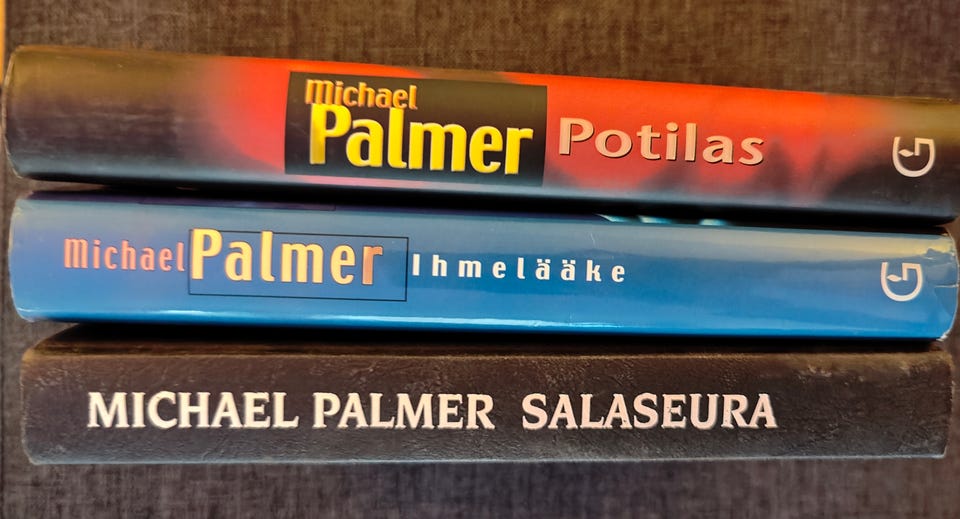 Michael
Palmer Potilas
Michael Palmer Ihmelääke
MICHAEL PALMER SALASEURA